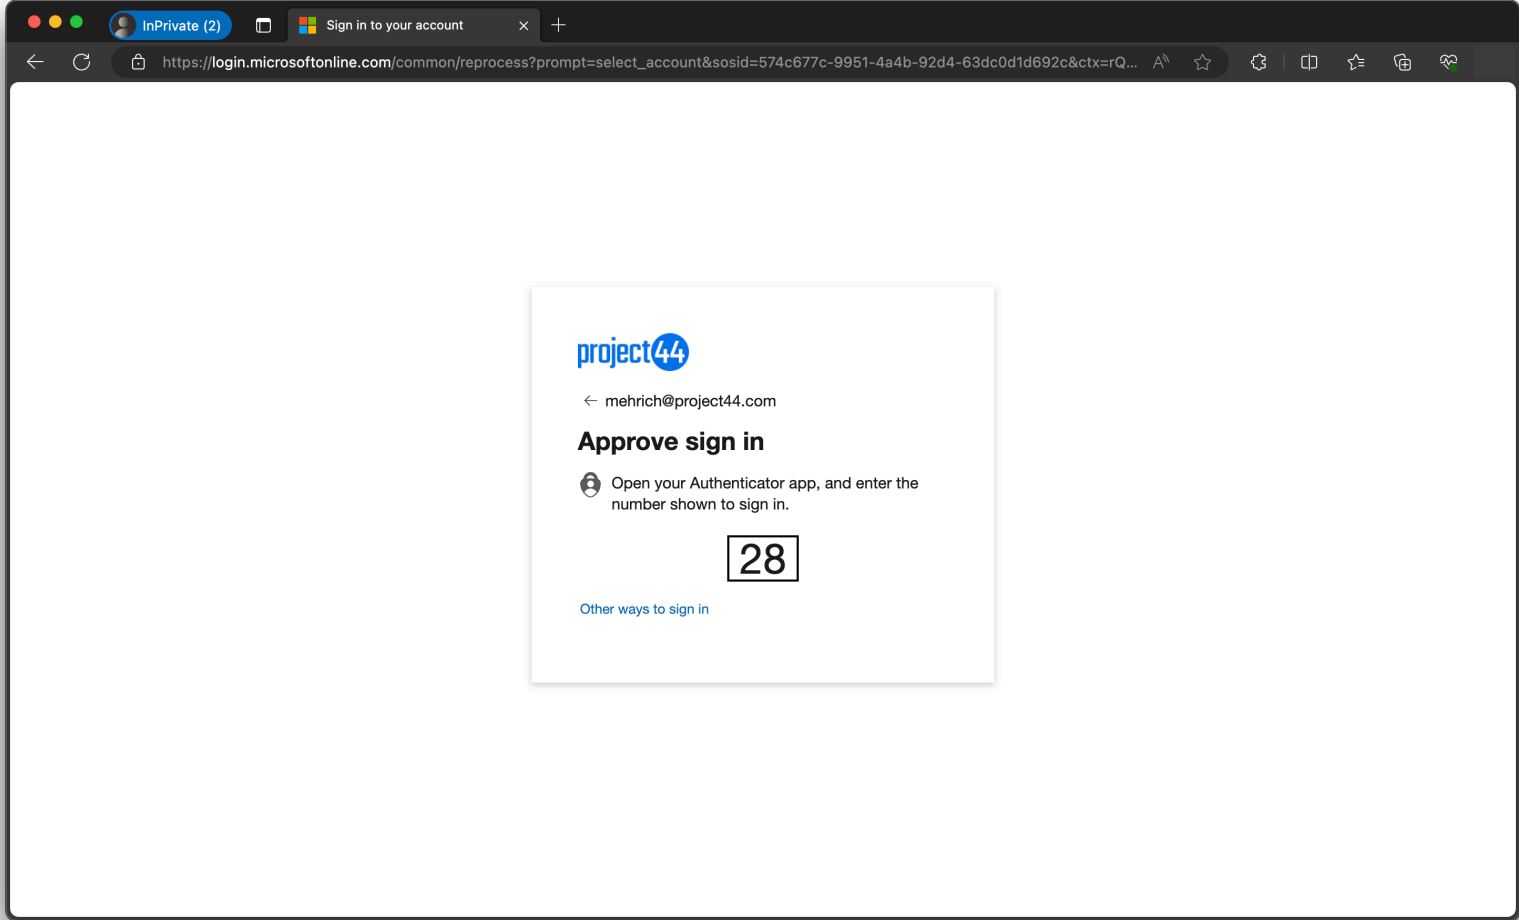 InPrivate (2)
Sign in to your account
https://login.microsoftonline.com/common/reprocess?prompt=select_account&sosid=574c677c-9951-4a4b-92d4-63dc0d1d692c&ctx=rQ...
project44
mehrich@project44.com
Approve sign in
Open your Authenticator app, and enter the
number shown to sign in.
28
Other ways to sign in